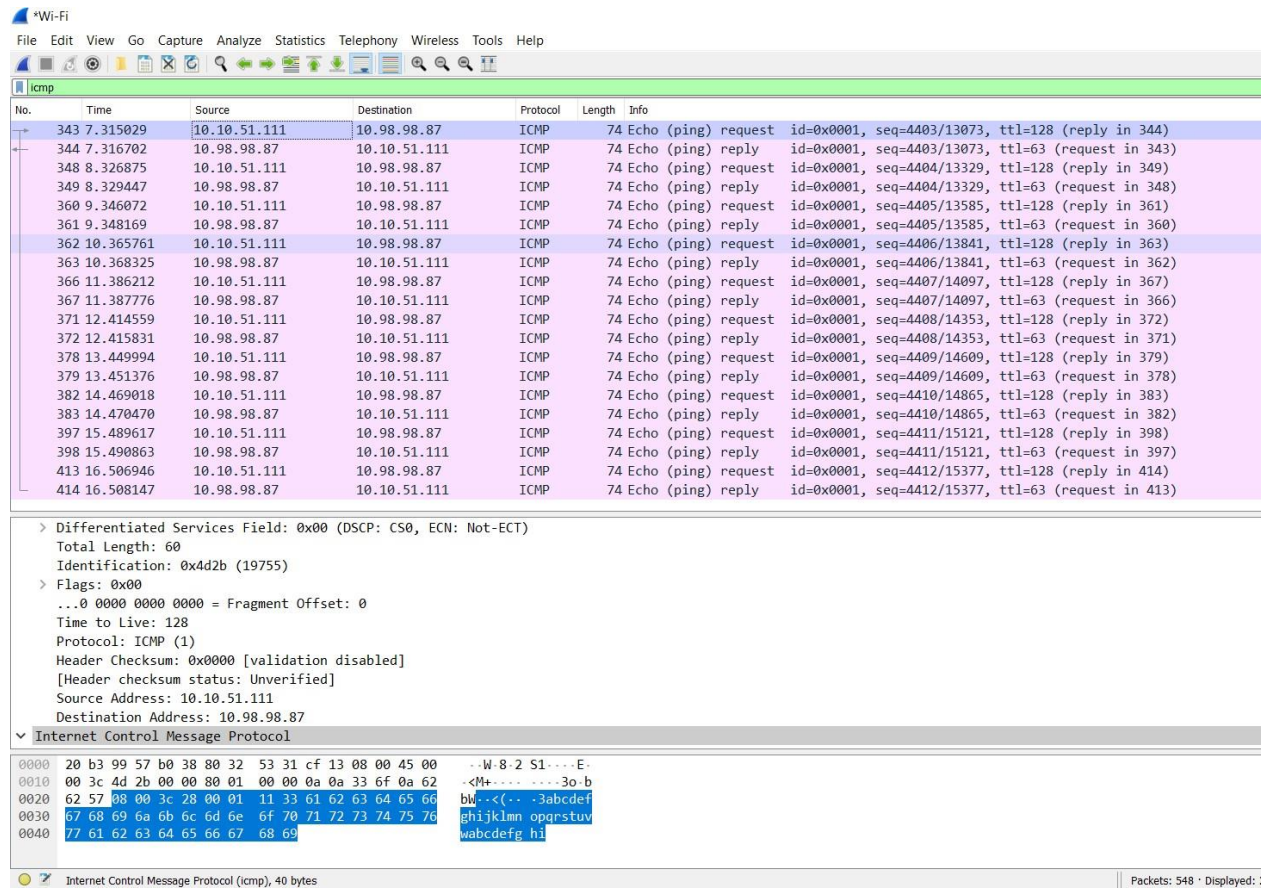 *Wi-Fi
File Edit View Go Capture Analyze Statistics Telephony Wireless Tools Help
icmp
No. Time Source Destination Protocol Length Info
343 7.315029 10.10.51.111 10.98.98.87 ICMP 74 Echo (ping) request id=0x0001, seq=4403/13073, ttl=128 (reply in 344)
344 7.316702 10.98.98.87 10.10.51.111 ICMP 74 Echo (ping) reply id=0x0001, seq=4403/13073, ttl=63 (request in 343)
348 8.326875 10.10.51.111 10.98.98.87 ICMP 74 Echo (ping) request id=0x0001, seq=4404/13329, ttl=128 (reply in 349)
349 8.329447 10.98.98.87 10.10.51.111 ICMP 74 Echo (ping) reply id=0x0001, seq=4404/13329, ttl=63 (request in 348)
360 9.346072 10.10.51.111 10.98.98.87 ICMP 74 Echo (ping) request id=0x0001, seq=4405/13585, ttl=128 (reply in 361)
361 9.348169 10.98.98.87 10.10.51.111 ICMP 74 Echo (ping) reply id=0x0001, seq=4405/13585, ttl=63 (request in 360)
362 10.365761 10.10.51.111 10.98.98.87 ICMP 74 Echo (ping) request id=0x0001, seq=4406/13841, ttl=128 (reply in 363)
363 10.368325 10.98.98.87 10.10.51.111 ICMP 74 Echo (ping) reply id=0x0001, seq=4406/13841, ttl=63 (request in 362)
366 11.386212 10.10.51.111 10.98.98.87 ICMP 74 Echo (ping) request id=0x0001, seq=4407/14097, ttl=128 (reply in 367)
367 11.387776 10.98.98.87 10.10.51.111 ICMP 74 Echo (ping) reply id=0x0001, seq=4407/14097, ttl=63 (request in 366)
371 12.414559 10.10.51.111 10.98.98.87 ICMP 74 Echo (ping) request id=0x0001, seq=4408/14353, ttl=128 (reply in 372)
372 12.415831 10.98.98.87 10.10.51.111 ICMP 74 Echo (ping) reply id=0x0001, seq=4408/14353, ttl=63 (request in 371)
378 13.449994 10.10.51.111 10.98.98.87 ICMP 74 Echo (ping) request id=0x0001, seq=4409/14609, ttl=128 (reply in 379)
379 13.451376 10.98.98.87 10.10.51.111 ICMP 74 Echo (ping) reply id=0x0001, seq=4409/14609, ttl=63 (request in 378)
382 14.469018 10.10.51.111 10.98.98.87 ICMP 74 Echo (ping) request id=0x0001, seq=4410/14865, ttl=128 (reply in 383)
383 14.470470 10.98.98.87 10.10.51.111 ICMP 74 Echo (ping) reply id=0x0001, seq=4410/14865, ttl=63 (request in 382)
397 15.489617 10.10.51.111 10.98.98.87 ICMP 74 Echo (ping) request id=0x0001, seq=4411/15121, ttl=128 (reply in 398)
398 15.490863 10.98.98.87 10.10.51.111 ICMP 74 Echo (ping) reply id=0x0001, seq=4411/15121, ttl=63 (request in 397)
413 16.506946 10.10.51.111 10.98.98.87 ICMP 74 Echo (ping) request id=0x0001, seq=4412/15377, ttl=128 (reply in 414)
414 16.508147 10.98.98.87 10.10.51.111 ICMP 74 Echo (ping) reply id=0x0001, seq=4412/15377, ttl=63 (request in 413)
Differentiated Services Field: 0x00 (DSCP: CS0, ECN: Not-ECT)
Total Length: 60
Identification: 0x4d2b (19755)
Flags: 0x00
...0 0000 0000 0000 = Fragment Offset: 0
Time to Live: 128
Protocol: ICMP (1)
Header Checksum: 0x0000 [validation disabled]
[Header checksum status: Unverified]
Source Address: 10.10.51.111
Destination Address: 10.98.98.87
Internet Control Message Protocol
0000 20 b3 99 57 b0 38 80 32 53 31 cf 13 08 00 45 00 ··W·8·2 S1····E·
0010 00 3c 4d 2b 00 00 80 01 00 00 0a 0a 33 6f 0a 62 ·<M+···· ····3o·b
0020 62 57 08 00 3c 28 00 01 11 33 61 62 63 64 65 66 bW··<(·· ·3abcdef
0030 67 68 69 6a 6b 6c 6d 6e 6f 70 71 72 73 74 75 76 ghijklmn opqrstuv
0040 77 61 62 63 64 65 66 67 68 69 wabcdefg hi
Internet Control Message Protocol (icmp), 40 bytes Packets: 548 · Displayed: